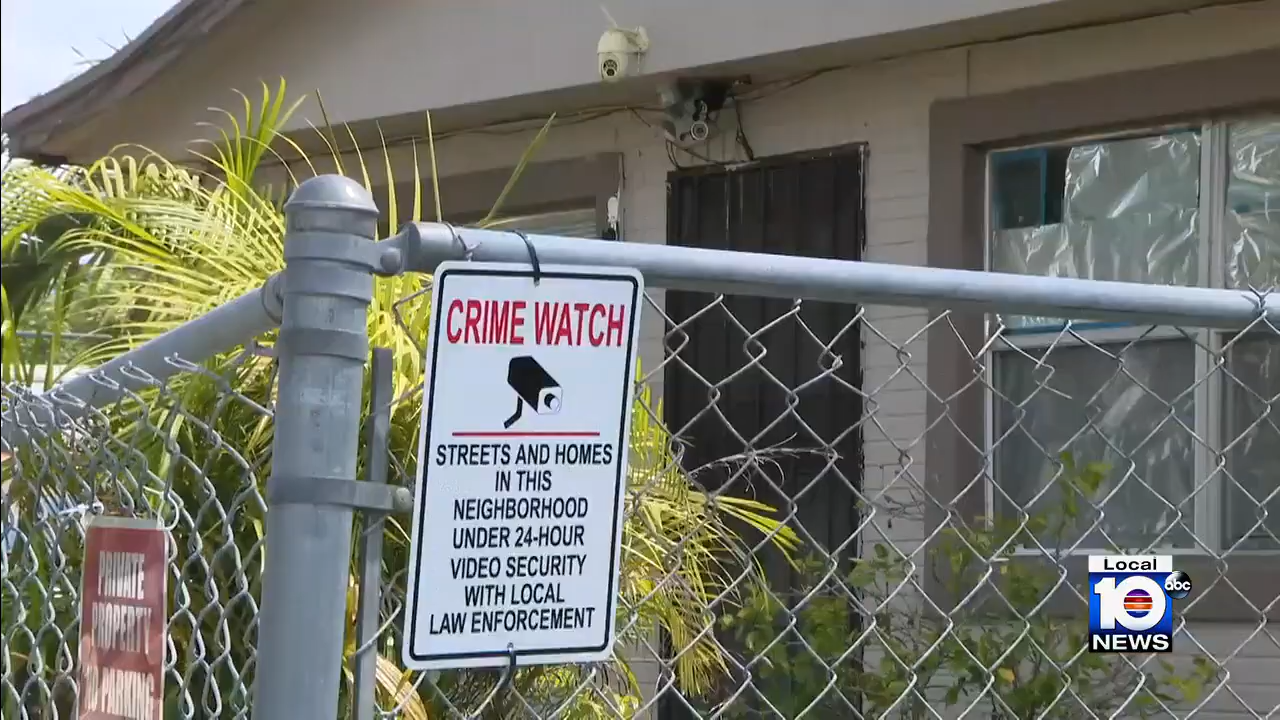 CRIME WATCH
STREETS AND HOMES
IN THIS
NEIGHBORHOOD
UNDER 24-HOUR
VIDEO SECURITY
WITH LOCAL
LAW ENFORCEMENT
PRIVATE
PROPERTY
NO PARKING
Local
10
abc
NEWS